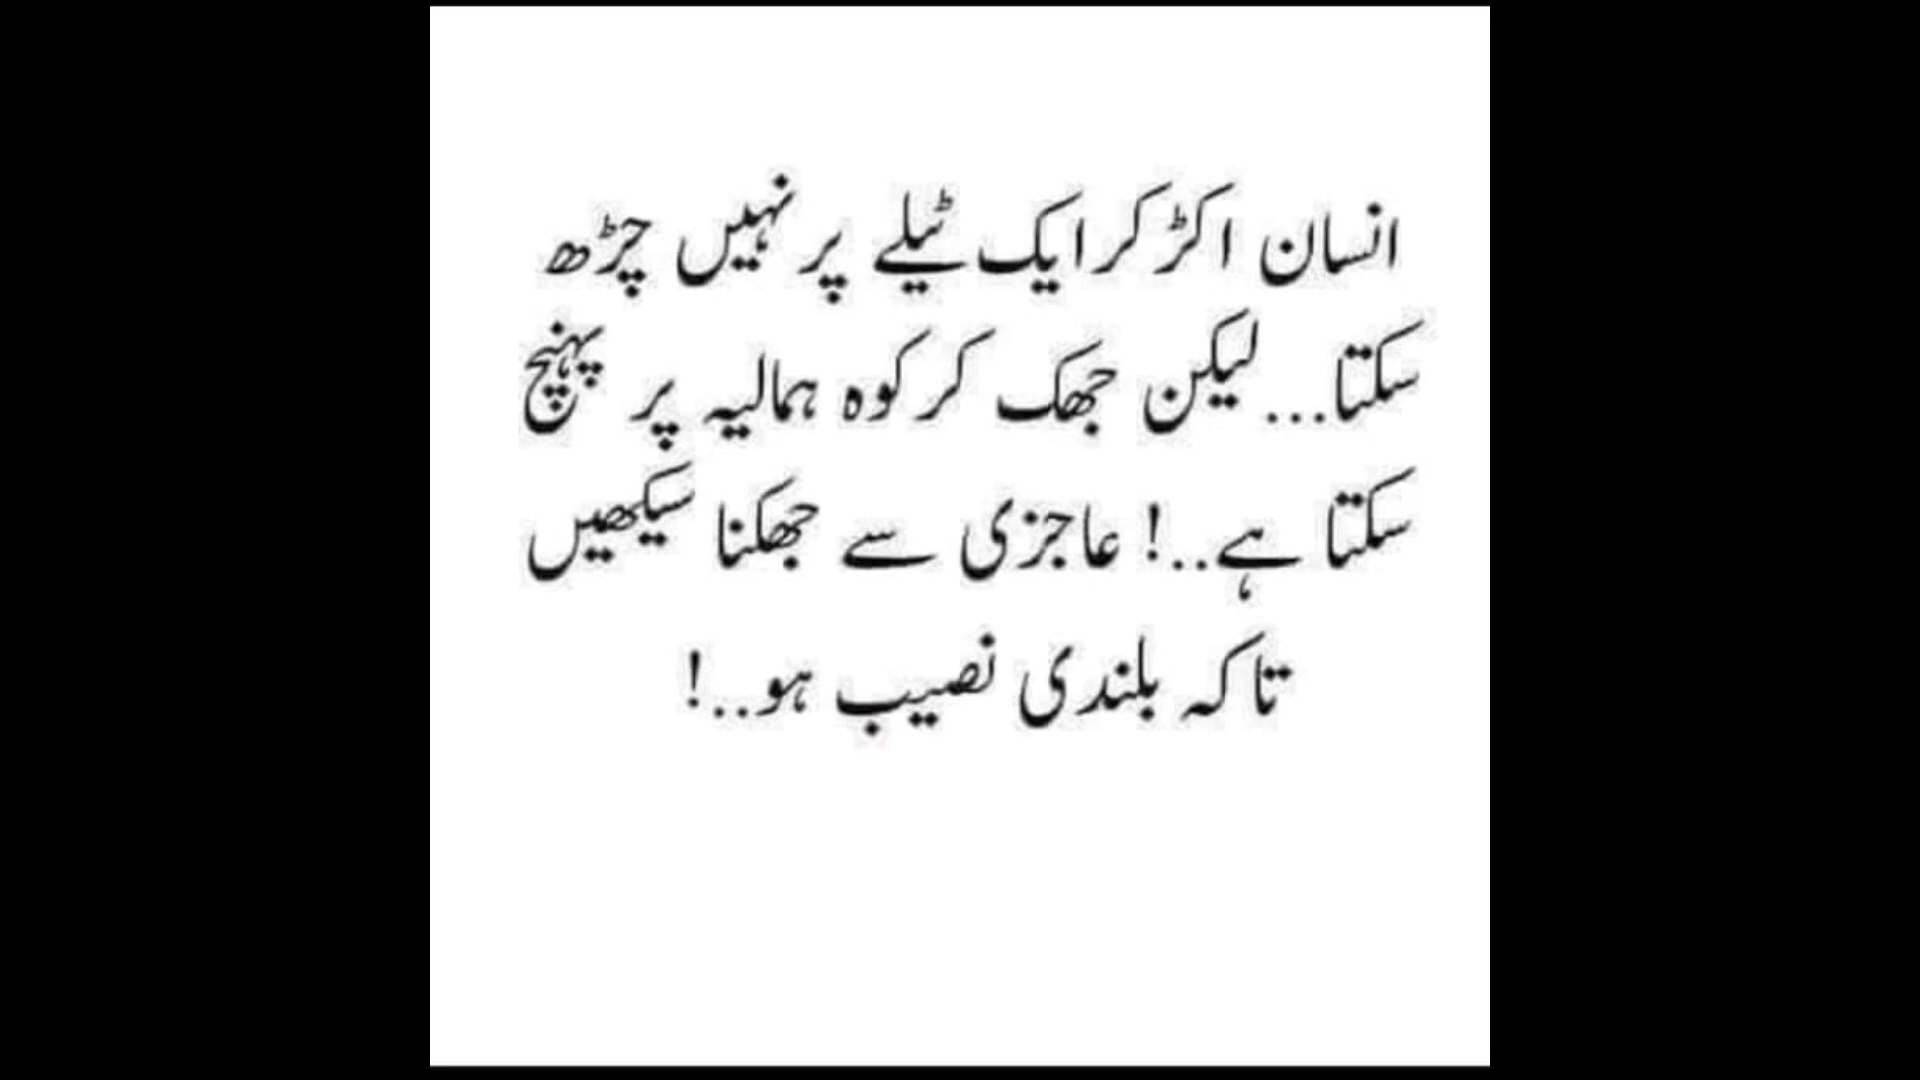 انسان اکڑ کر ایک ٹیلے پر نہیں چڑھ
سکتا... لیکن جھک کر کوہ ہمالیہ پر پہنچ
سکتا ہے..! عاجزی سے جھکنا سیکھیں
تاکہ بلندی نصیب ہو..!